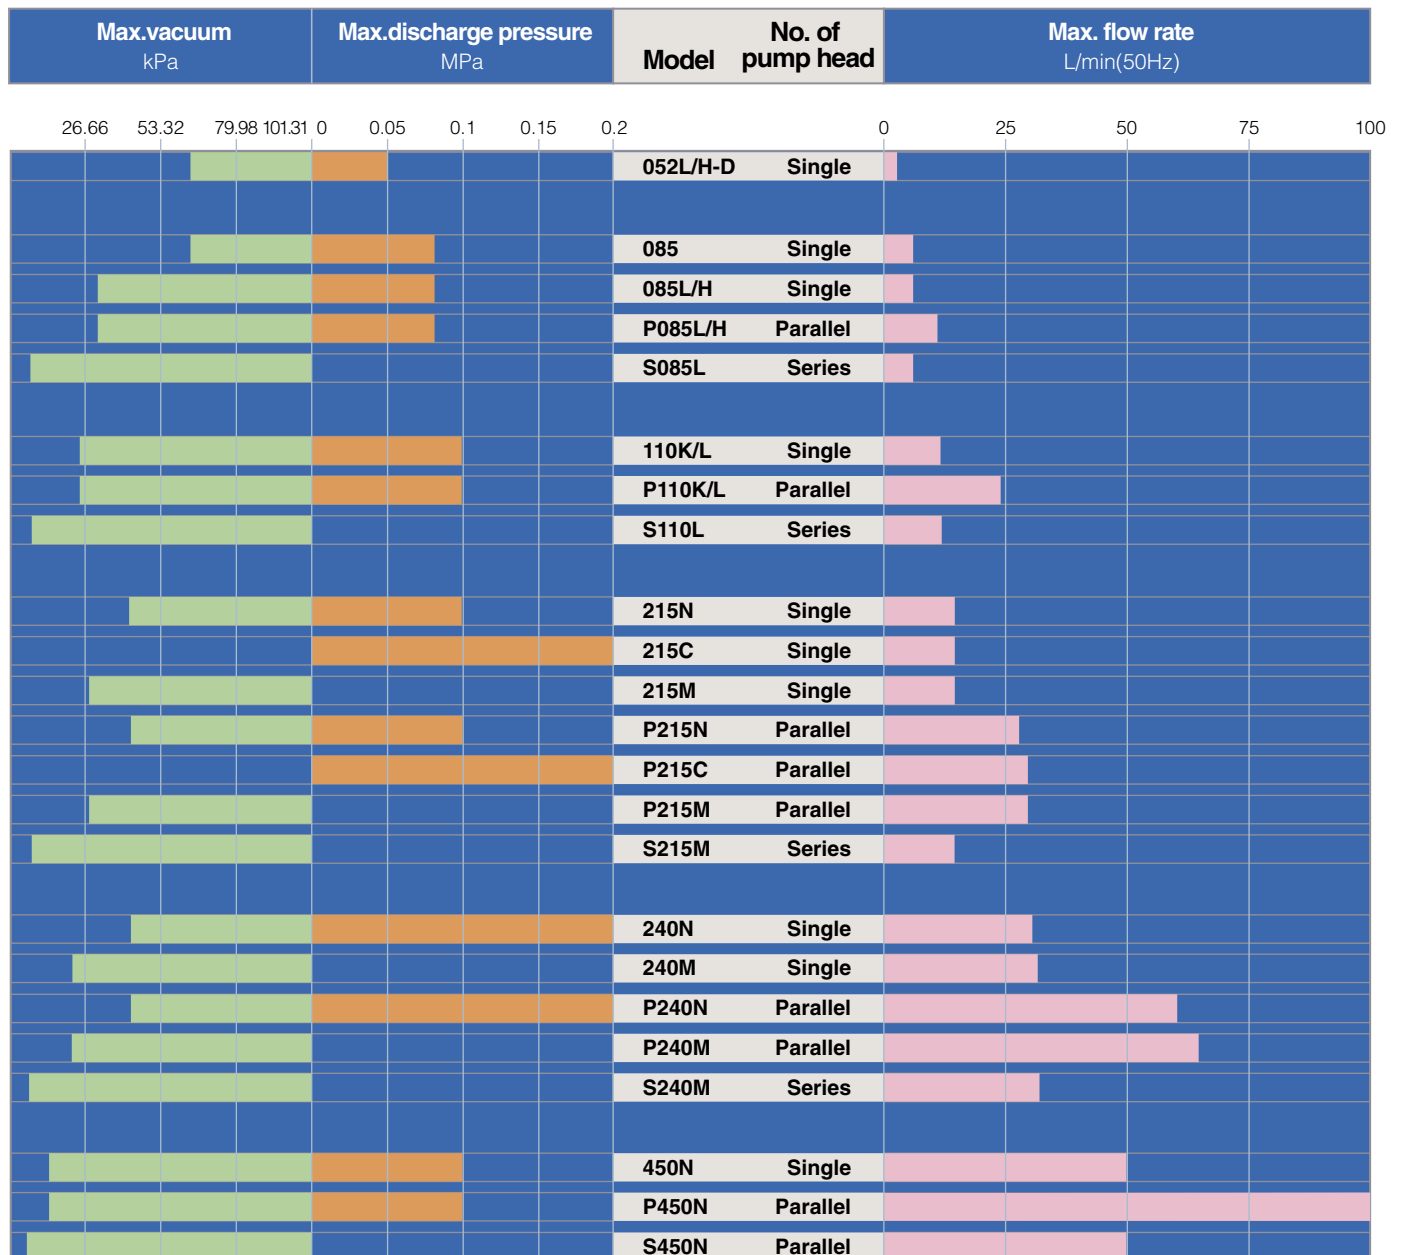 Max.vacuum
kPa
Max.discharge pressure
MPa
Model
No. of
pump head
Max. flow rate
L/min(50Hz)
26.66 53.32 79.98 101.31 0 0.05 0.1 0.15 0.2 0 25 50 75 100
052L/H-D Single
085 Single
085L/H Single
P085L/H Parallel
S085L Series
110K/L Single
P110K/L Parallel
S110L Series
215N Single
215C Single
215M Single
P215N Parallel
P215C Parallel
P215M Parallel
S215M Series
240N Single
240M Single
P240N Parallel
P240M Parallel
S240M Series
450N Single
P450N Parallel
S450N Parallel